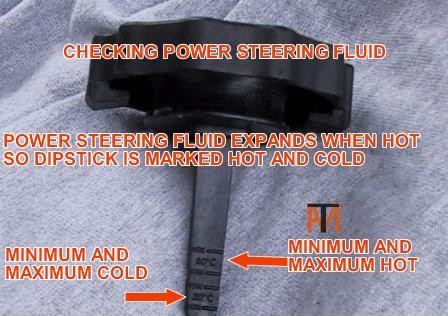 CHECKING POWER STEERING FLUID
POWER STEERING FLUID EXPANDS WHEN HOT
SO DIPSTICK IS MARKED HOT AND COLD
MINIMUM AND
MAXIMUM HOT
MINIMUM AND
MAXIMUM COLD
80°C
20°C